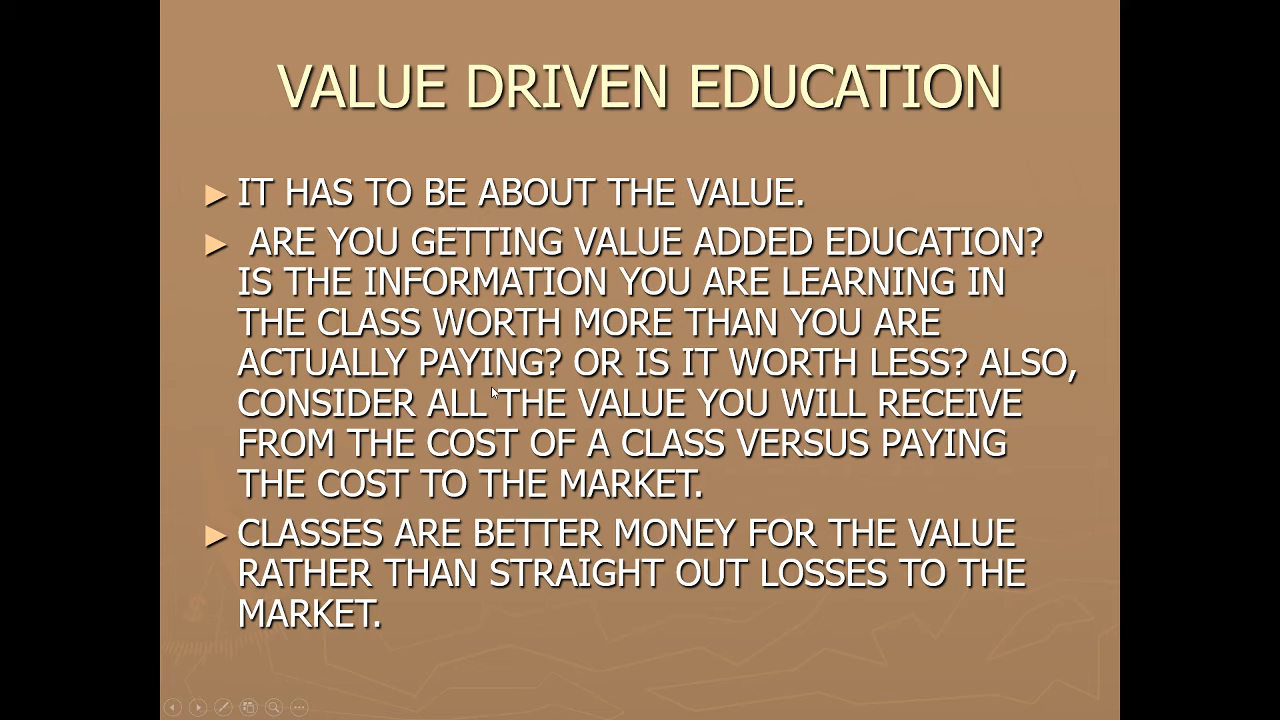 VALUE DRIVEN EDUCATION
► IT HAS TO BE ABOUT THE VALUE.
► ARE YOU GETTING VALUE ADDED EDUCATION?
IS THE INFORMATION YOU ARE LEARNING IN
THE CLASS WORTH MORE THAN YOU ARE
ACTUALLY PAYING? OR IS IT WORTH LESS? ALSO,
CONSIDER ALL THE VALUE YOU WILL RECEIVE
FROM THE COST OF A CLASS VERSUS PAYING
THE COST TO THE MARKET.
► CLASSES ARE BETTER MONEY FOR THE VALUE
RATHER THAN STRAIGHT OUT LOSSES TO THE
MARKET.